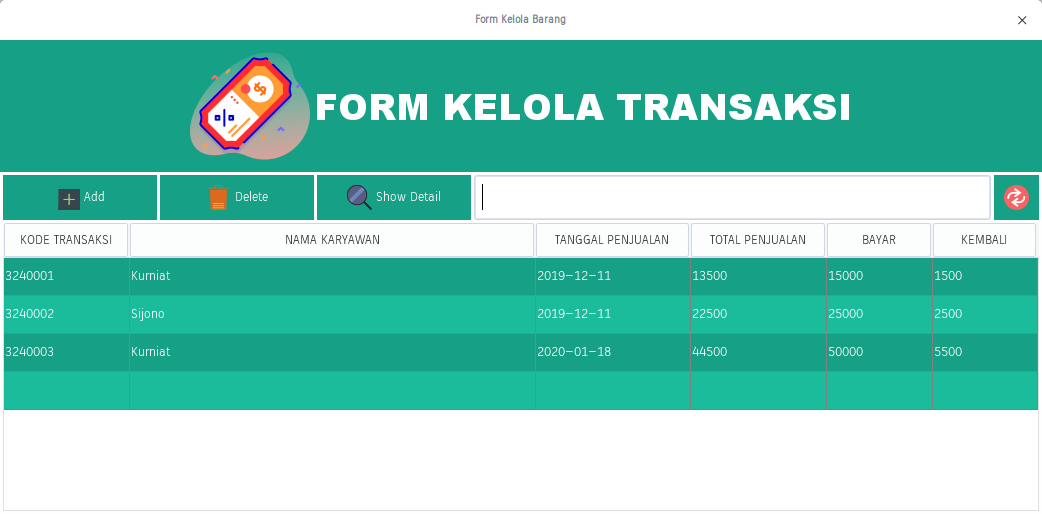 Form Kelola Barang
FORM KELOLA TRANSAKSI
Add Delete Show Detail
KODE TRANSAKSI NAMA KARYAWAN TANGGAL PENJUALAN TOTAL PENJUALAN BAYAR KEMBALI
3240001 Kurniat 2019-12-11 13500 15000 1500
3240002 Sijono 2019-12-11 22500 25000 2500
3240003 Kurniat 2020-01-18 44500 50000 5500